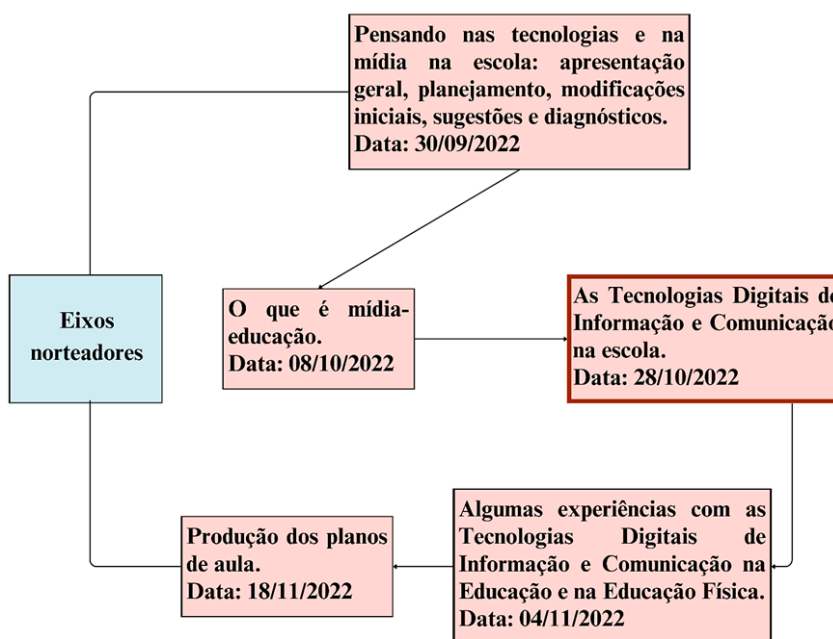 Pensando nas tecnologias e na
mídia na escola: apresentação
geral, planejamento, modificações
iniciais, sugestões e diagnósticos.
Data: 30/09/2022
Eixos
norteadores
O que é mídia-
educação.
Data: 08/10/2022
As Tecnologias Digitais de
Informação e Comunicação
na escola.
Data: 28/10/2022
Algumas experiências com as
Tecnologias Digitais de
Informação e Comunicação na
Educação e na Educação Física.
Data: 04/11/2022
Produção dos planos
de aula.
Data: 18/11/2022